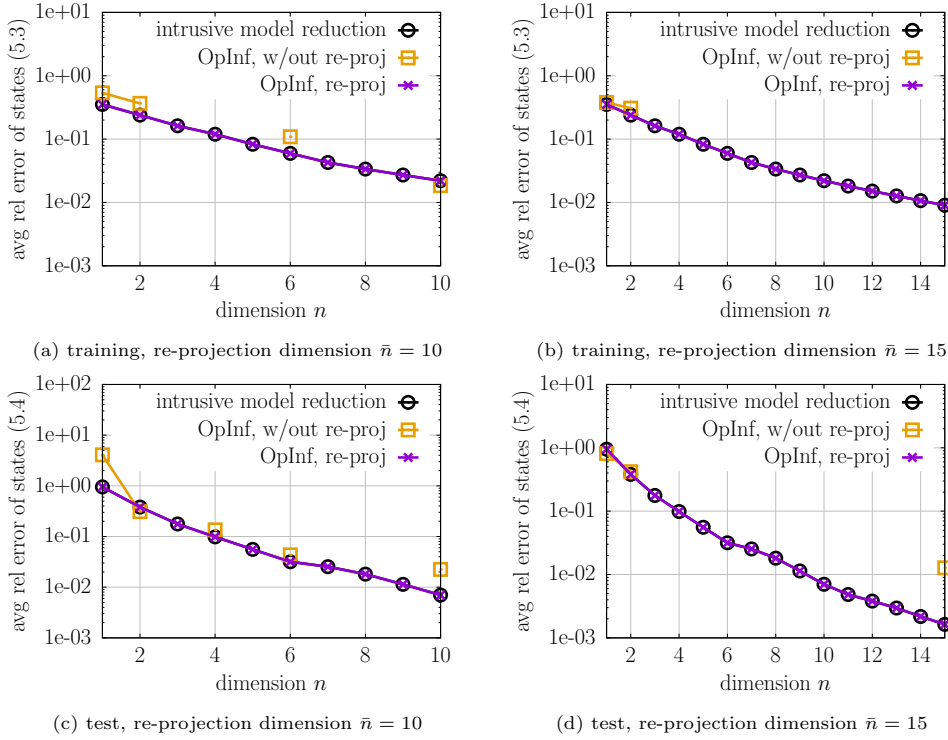 intrusive model reduction
OpInf, w/out re-proj
OpInf, re-proj
avg rel error of states (5.3)
1e+01
1e+00
1e-01
1e-02
1e-03
2 4 6 8 10
dimension n
(a) training, re-projection dimension n̄ = 10
intrusive model reduction
OpInf, w/out re-proj
OpInf, re-proj
avg rel error of states (5.3)
1e+01
1e+00
1e-01
1e-02
1e-03
2 4 6 8 10 12 14
dimension n
(b) training, re-projection dimension n̄ = 15
intrusive model reduction
OpInf, w/out re-proj
OpInf, re-proj
avg rel error of states (5.4)
1e+02
1e+01
1e+00
1e-01
1e-02
1e-03
2 4 6 8 10
dimension n
(c) test, re-projection dimension n̄ = 10
intrusive model reduction
OpInf, w/out re-proj
OpInf, re-proj
avg rel error of states (5.4)
1e+01
1e+00
1e-01
1e-02
1e-03
2 4 6 8 10 12 14
dimension n
(d) test, re-projection dimension n̄ = 15